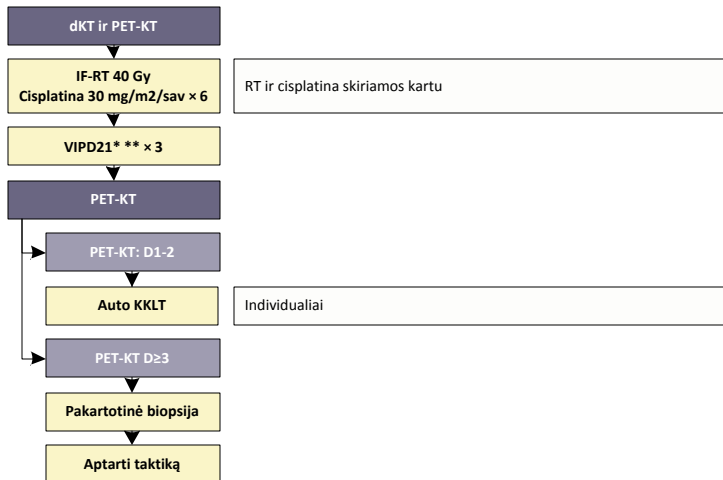 dKT ir PET-KT
IF-RT 40 Gy
Cisplatina 30 mg/m2/sav × 6
RT ir cisplatina skiriamos kartu
VIPD21* ** × 3
PET-KT
PET-KT: D1-2
Auto KKLT
Individualiai
PET-KT D≥3
Pakartotinė biopsija
Aptarti taktiką